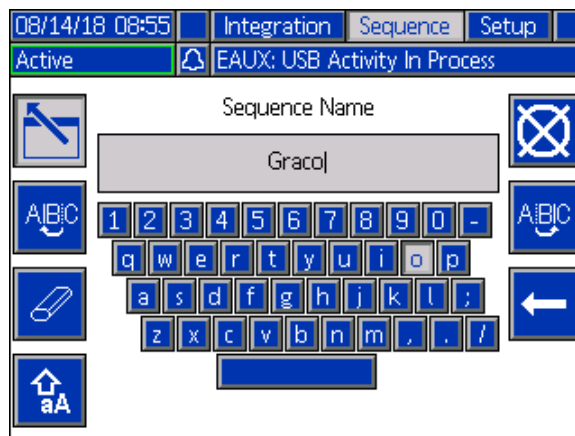 08/14/18 08:55 Integration Sequence Setup
Active EAUX: USB Activity In Process
Sequence Name
Graco
ABC 1 2 3 4 5 6 7 8 9 0 - ABC
q w e r t y u i o p
a s d f g h j k l ;
z x c v b n m , . /
aA